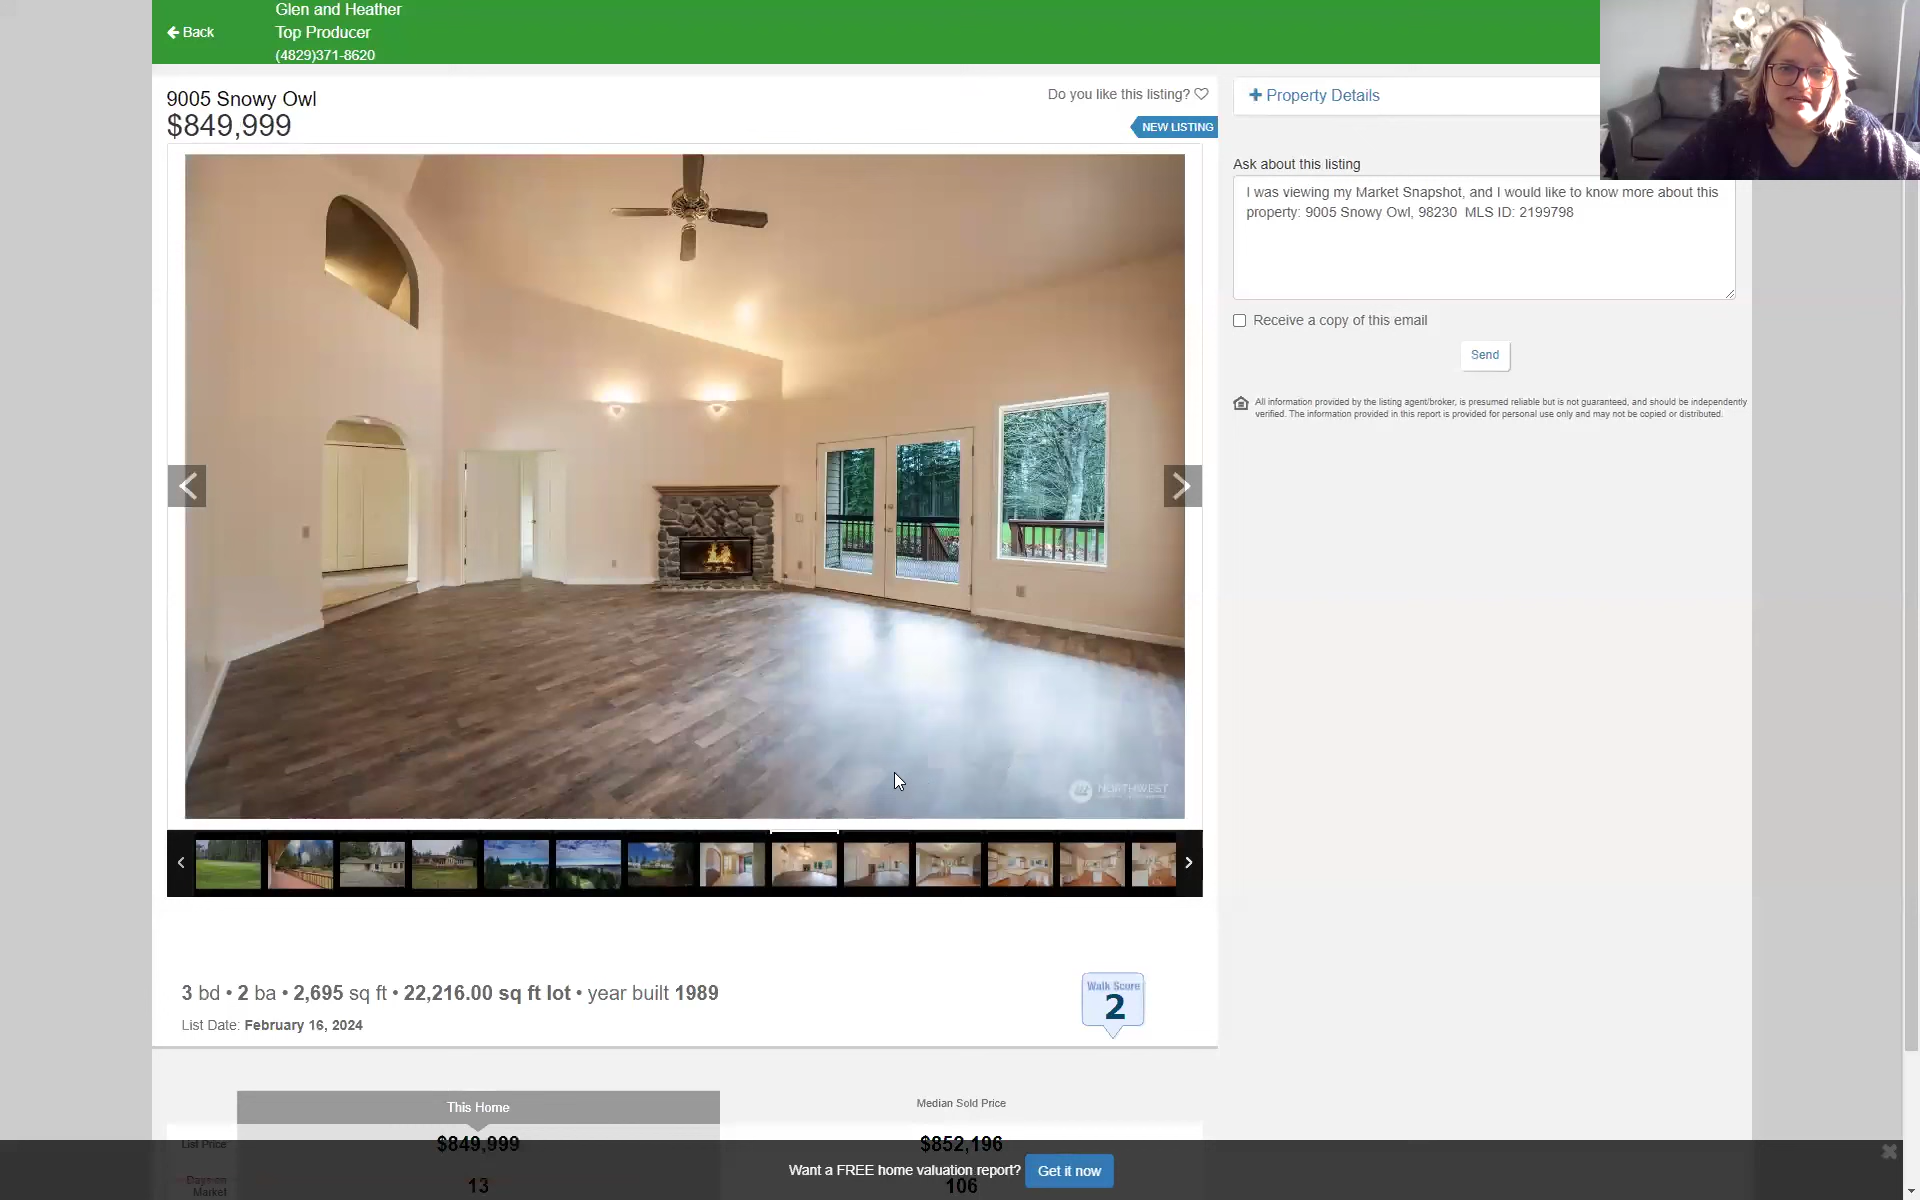 Glen and Heather
Back
Top Producer
(4829)371-8620
9005 Snowy Owl
$849,999
Do you like this listing?
NEW LISTING
Property Details
Ask about this listing
I was viewing my Market Snapshot, and I would like to know more about this
property: 9005 Snowy Owl, 98230 MLS ID: 2199798
Receive a copy of this email
Send
All information provided by the listing agent/broker, is presumed reliable but is not guaranteed, and should be independently
verified. The information provided in this report is provided for personal use only and may not be copied or distributed.
NORTHWEST
3 bd • 2 ba • 2,695 sq ft • 22,216.00 sq ft lot • year built 1989
List Date: February 16, 2024
Walk Score
2
This Home
Median Sold Price
List Price
$849,999
$852,196
Want a FREE home valuation report?
Get it now
Days on
Market
13
106